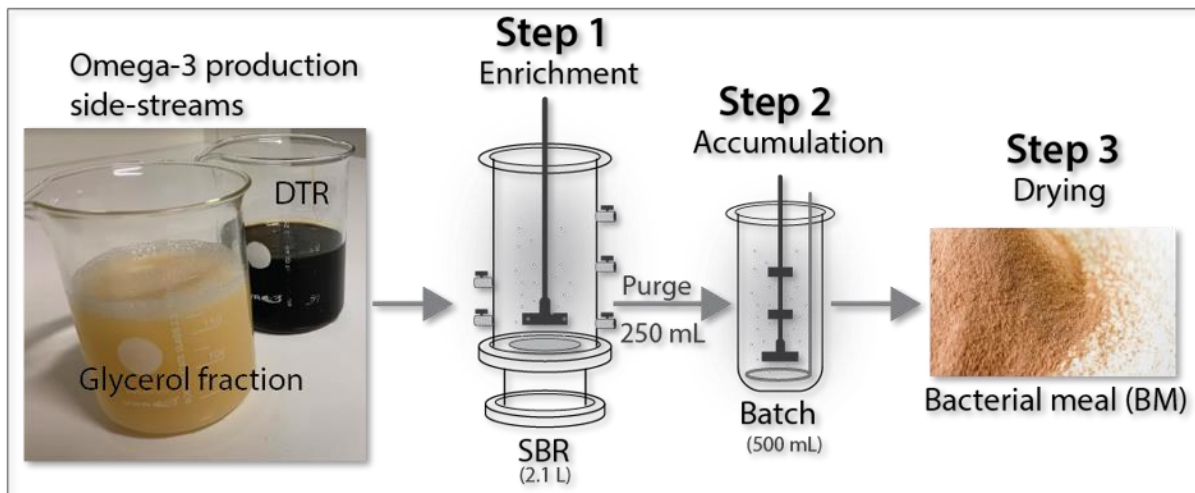 Omega-3 production
side-streams
DTR
Glycerol fraction
Step 1
Enrichment
SBR
(2.1 L)
Purge
250 mL
Step 2
Accumulation
Batch
(500 mL)
Step 3
Drying
Bacterial meal (BM)